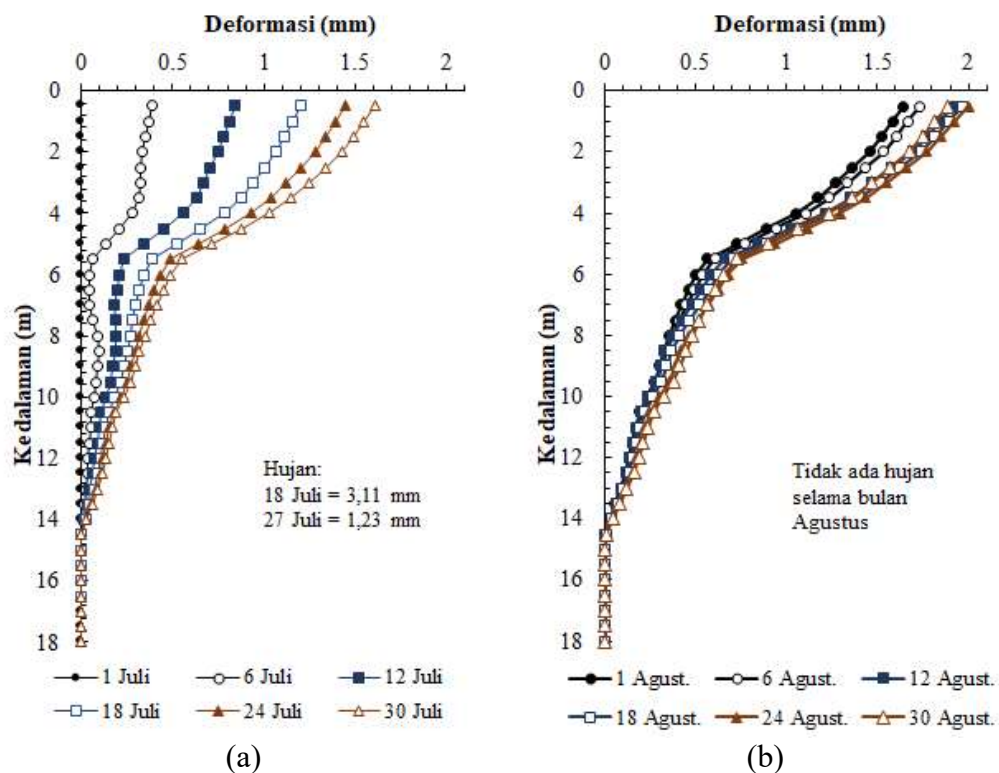 Deformasi (mm)
0 0.5 1 1.5 2
0
2
4
6
8
10
12
14
16
18
Kedalaman (m)
Hujan:
18 Juli = 3,11 mm
27 Juli = 1,23 mm
1 Juli 6 Juli 12 Juli
18 Juli 24 Juli 30 Juli
(a)
Deformasi (mm)
0 0.5 1 1.5 2
0
2
4
6
8
10
12
14
16
18
Kedalaman (m)
Tidak ada hujan
selama bulan
Agustus
1 Agust. 6 Agust. 12 Agust.
18 Agust. 24 Agust. 30 Agust.
(b)